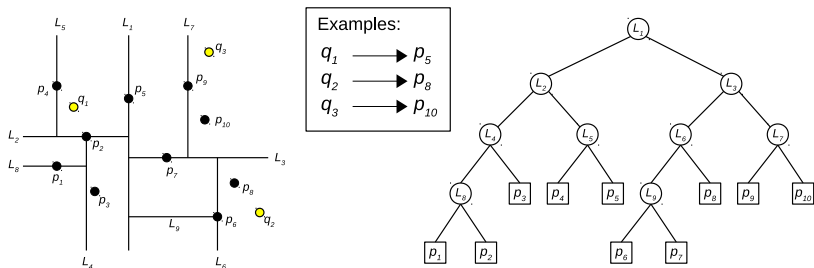 L5 L1 L7
q3
p4 q1 p5 p9
p10
L2 p2
L8 p1 p7 L3
p3 p8
L9 p6 q2
L4 L6
Examples:
q1 p5
q2 p8
q3 p10
L1
L2 L3
L4 L5 L6 L7
L8 p3 p4 p5 L9 p8 p9 p10
p1 p2 p6 p7